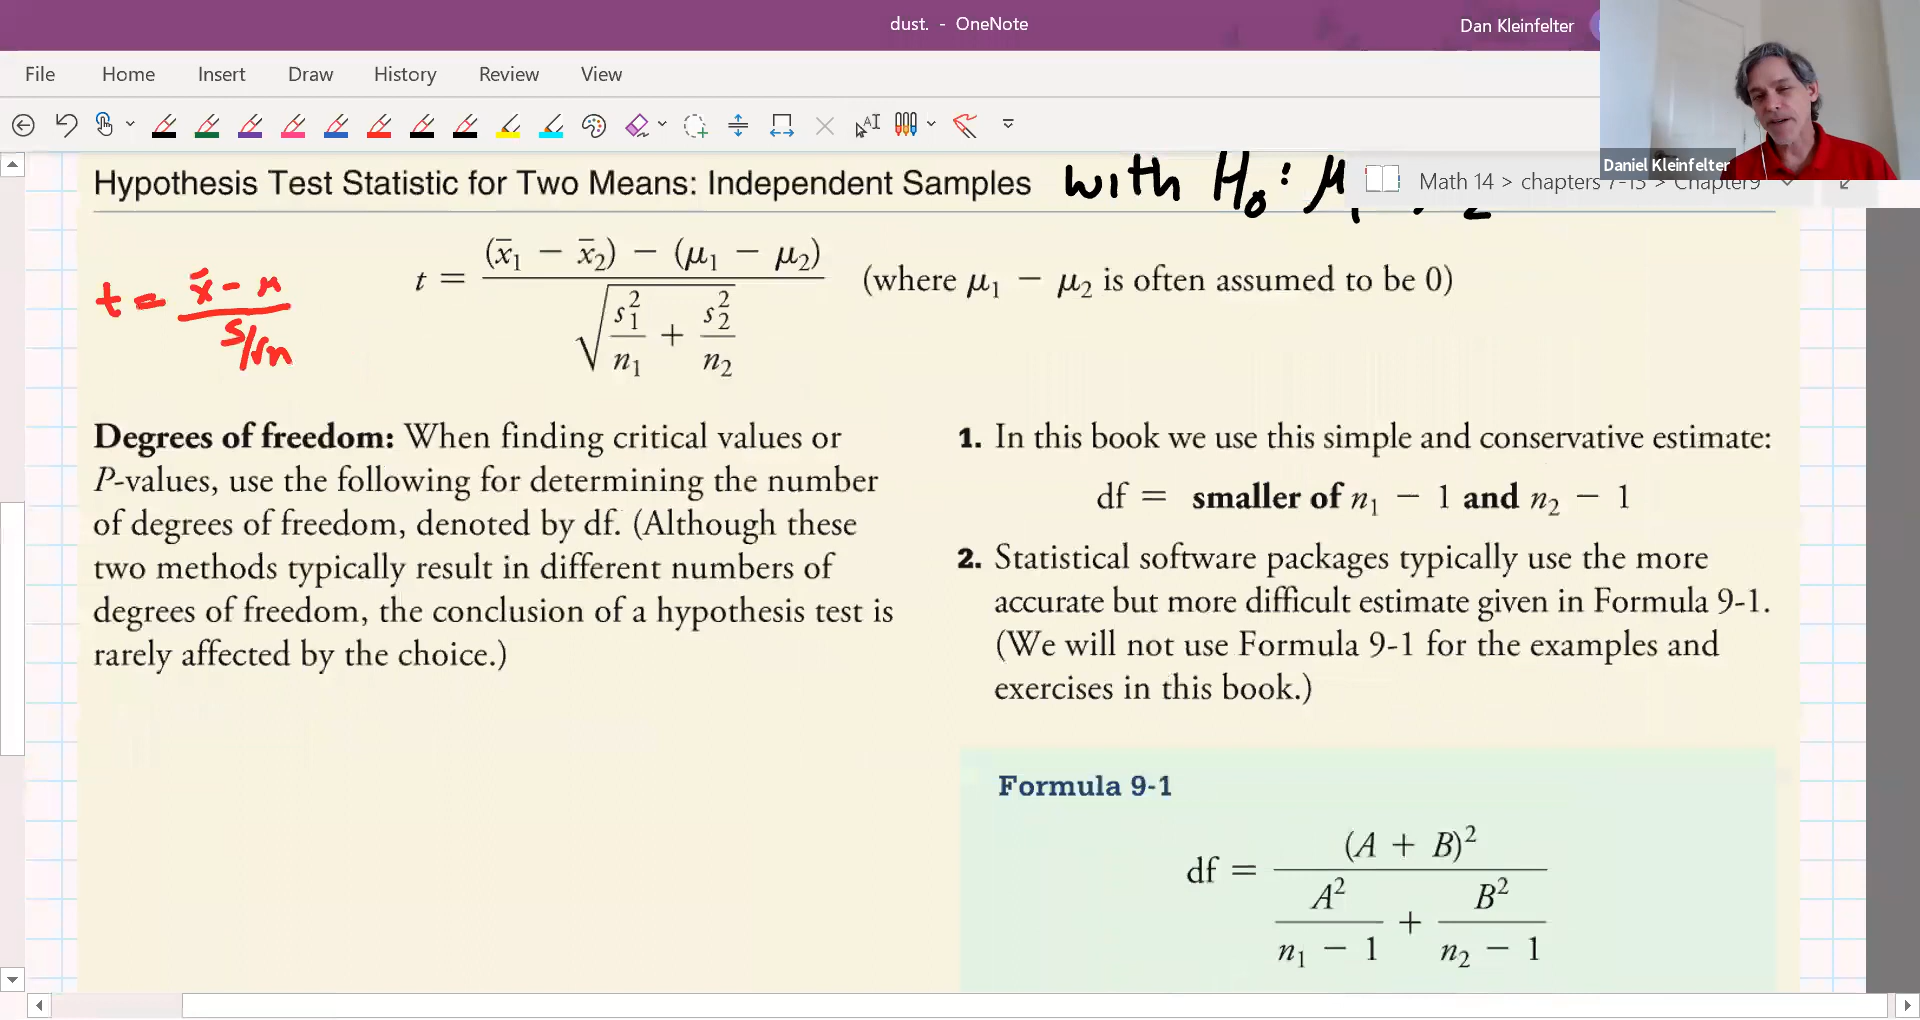 dust. - OneNote
Dan Kleinfelter
File Home Insert Draw History Review View
Daniel Kleinfelter
Hypothesis Test Statistic for Two Means: Independent Samples with H₀: μ₁
Math 14 > chapters 7-13 > Chapter9
t = x̄ - μ / s/√n
t = (x̄₁ − x̄₂) − (μ₁ − μ₂) / √(s₁²/n₁ + s₂²/n₂) (where μ₁ − μ₂ is often assumed to be 0)
Degrees of freedom: When finding critical values or
P-values, use the following for determining the number
of degrees of freedom, denoted by df. (Although these
two methods typically result in different numbers of
degrees of freedom, the conclusion of a hypothesis test is
rarely affected by the choice.)
1. In this book we use this simple and conservative estimate:
df = smaller of n₁ − 1 and n₂ − 1
2. Statistical software packages typically use the more
accurate but more difficult estimate given in Formula 9-1.
(We will not use Formula 9-1 for the examples and
exercises in this book.)
Formula 9-1
df = (A + B)² / (A²/(n₁ − 1) + B²/(n₂ − 1))